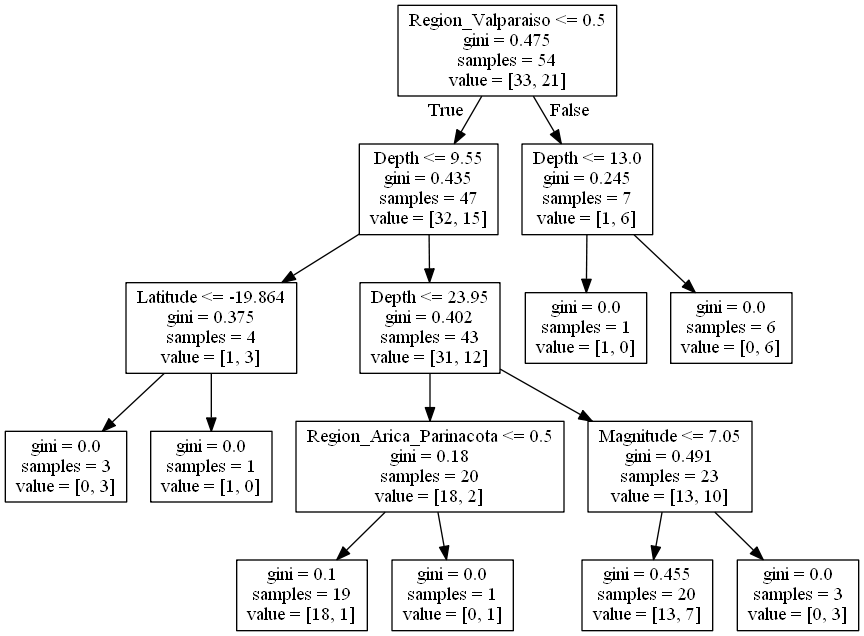 Region_Valparaiso <= 0.5
gini = 0.475
samples = 54
value = [33, 21]
True
False
Depth <= 9.55
gini = 0.435
samples = 47
value = [32, 15]
Depth <= 13.0
gini = 0.245
samples = 7
value = [1, 6]
Latitude <= -19.864
gini = 0.375
samples = 4
value = [1, 3]
Depth <= 23.95
gini = 0.402
samples = 43
value = [31, 12]
gini = 0.0
samples = 1
value = [1, 0]
gini = 0.0
samples = 6
value = [0, 6]
gini = 0.0
samples = 3
value = [0, 3]
gini = 0.0
samples = 1
value = [1, 0]
Region_Arica_Parinacota <= 0.5
gini = 0.18
samples = 20
value = [18, 2]
Magnitude <= 7.05
gini = 0.491
samples = 23
value = [13, 10]
gini = 0.1
samples = 19
value = [18, 1]
gini = 0.0
samples = 1
value = [0, 1]
gini = 0.455
samples = 20
value = [13, 7]
gini = 0.0
samples = 3
value = [0, 3]